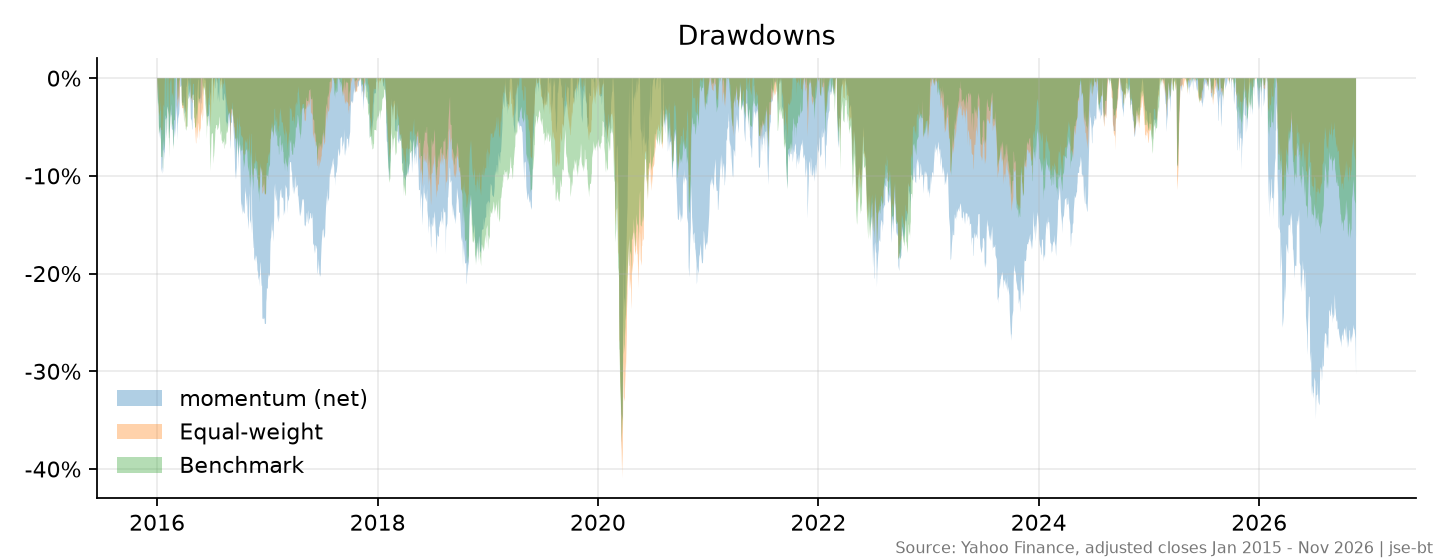 Drawdowns
0%
-10%
-20%
-30%
-40%
momentum (net)
Equal-weight
Benchmark
2016 2018 2020 2022 2024 2026
Source: Yahoo Finance, adjusted closes Jan 2015 - Nov 2026 | jse-bt